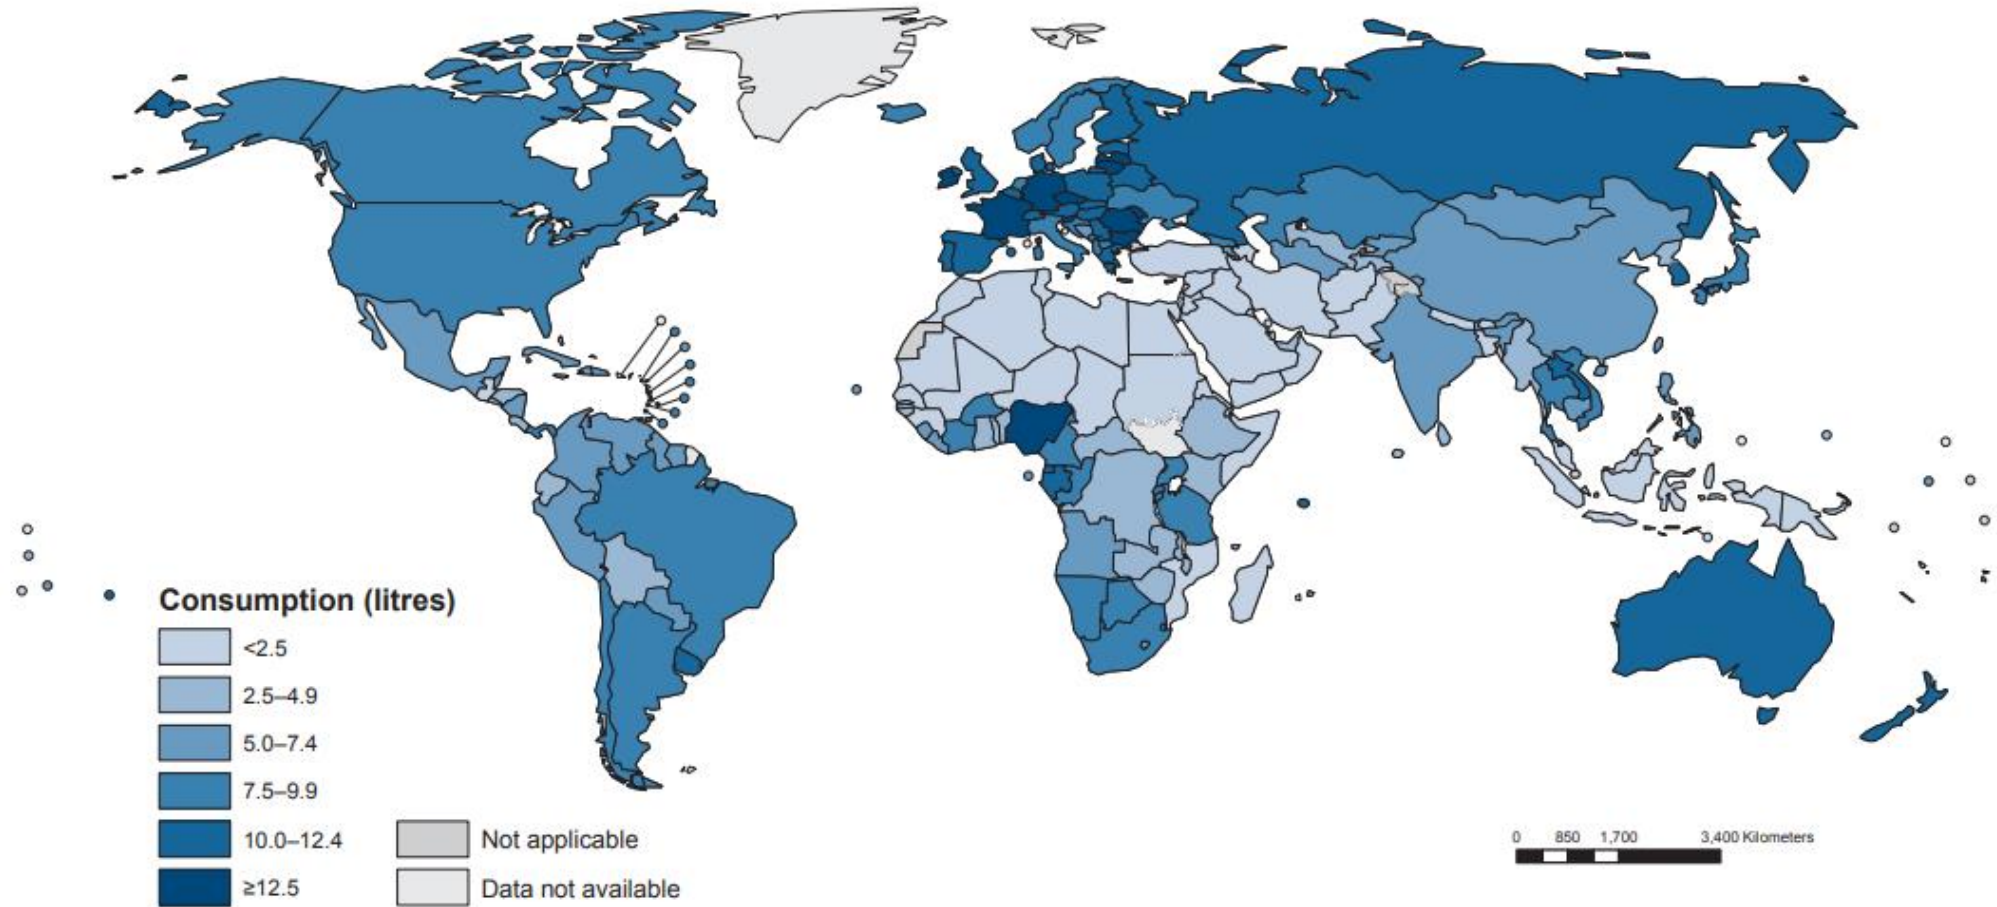 Consumption (litres)
<2.5
2.5–4.9
5.0–7.4
7.5–9.9
10.0–12.4
≥12.5
Not applicable
Data not available
0 850 1,700 3,400 Kilometers